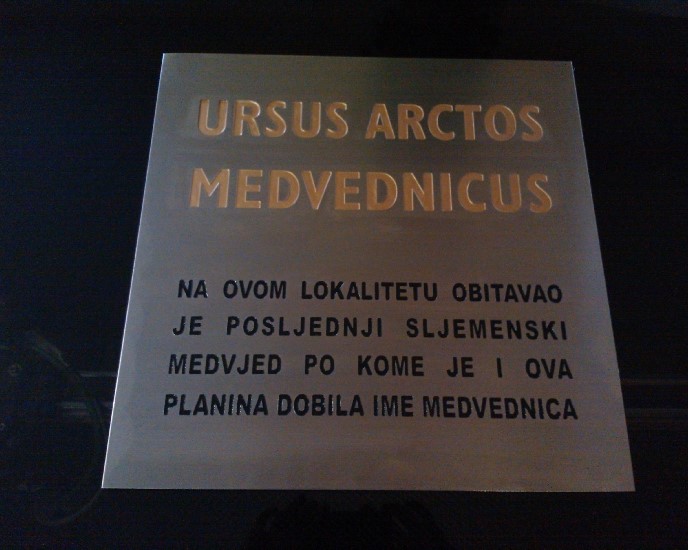 URSUS ARCTOS
MEDVEDNICUS
NA OVOM LOKALITETU OBITAVAO
JE POSLJEDNJI SLJEMENSKI
MEDVJED PO KOME JE I OVA
PLANINA DOBILA IME MEDVEDNICA